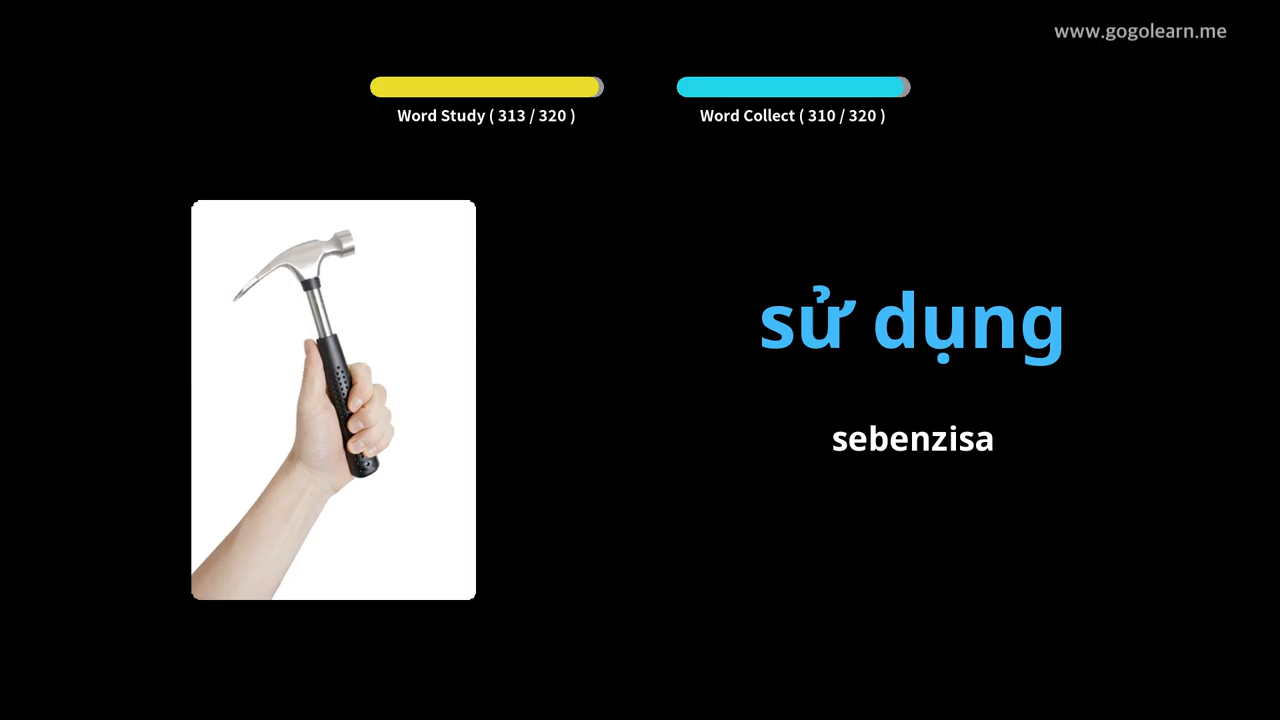 www.gogolearn.me
Word Study ( 313 / 320 )
Word Collect ( 310 / 320 )
sử dụng
sebenzisa